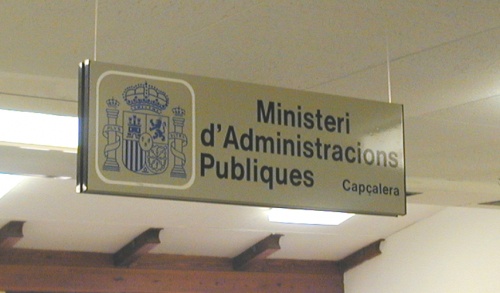 Ministeri
d'Administracions
Publiques
Capçalera